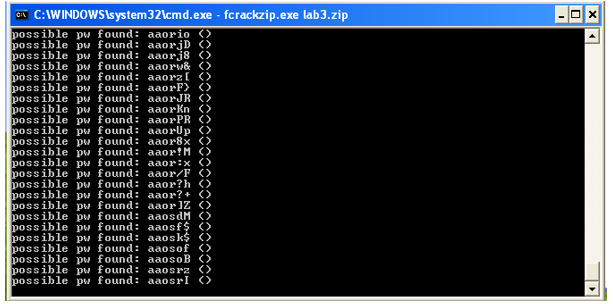 C:\WINDOWS\system32\cmd.exe - fcrackzip.exe lab3.zip
possible pw found: aaorio ()
possible pw found: aaorjD ()
possible pw found: aaorj8 ()
possible pw found: aaorw& ()
possible pw found: aaorz[ ()
possible pw found: aaorF} ()
possible pw found: aaorJR ()
possible pw found: aaorKn ()
possible pw found: aaorPR ()
possible pw found: aaorUp ()
possible pw found: aaor8x ()
possible pw found: aaor!M ()
possible pw found: aaor:x ()
possible pw found: aaor/F ()
possible pw found: aaor?h ()
possible pw found: aaor?+ ()
possible pw found: aaor]Z ()
possible pw found: aaosdM ()
possible pw found: aaosf$ ()
possible pw found: aaosk$ ()
possible pw found: aaosof ()
possible pw found: aaosoB ()
possible pw found: aaosrz ()
possible pw found: aaosrI ()